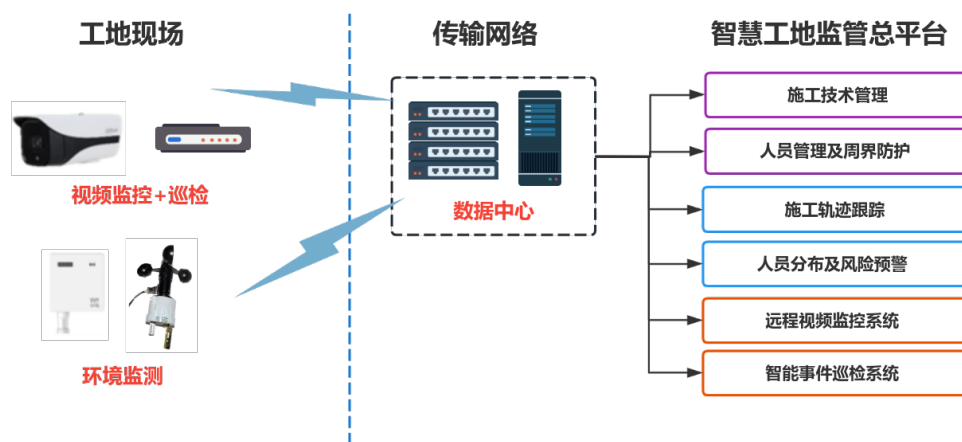 工地现场
传输网络
智慧工地监管总平台
视频监控+巡检
环境监测
数据中心
施工技术管理
人员管理及周界防护
施工轨迹跟踪
人员分布及风险预警
远程视频监控系统
智能事件巡检系统